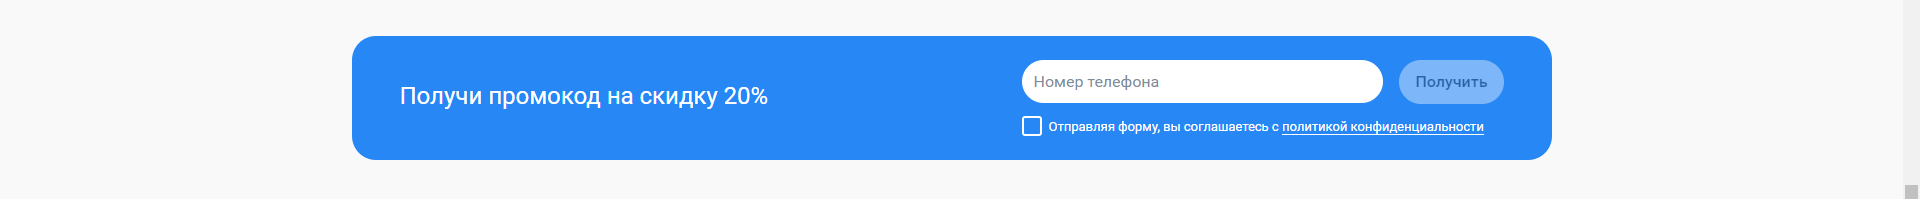 Получи промокод на скидку 20%
Номер телефона
Получить
Отправляя форму, вы соглашаетесь с политикой конфиденциальности